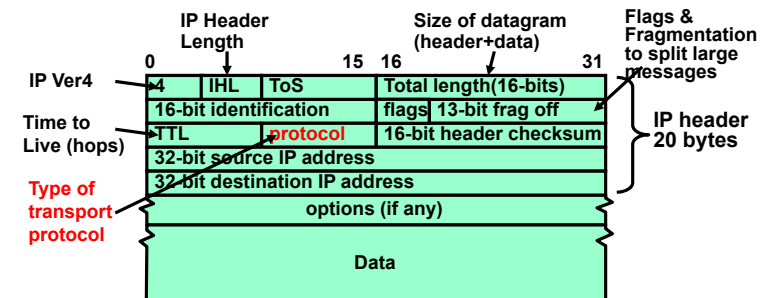 IP Header
Length
Size of datagram
(header+data)
Flags &
Fragmentation
to split large
messages
0 15 16 31
IP Ver4
4 IHL ToS Total length(16-bits)
16-bit identification flags 13-bit frag off
Time to
Live (hops)
TTL protocol 16-bit header checksum
IP header
20 bytes
32-bit source IP address
32-bit destination IP address
Type of
transport
protocol
options (if any)
Data